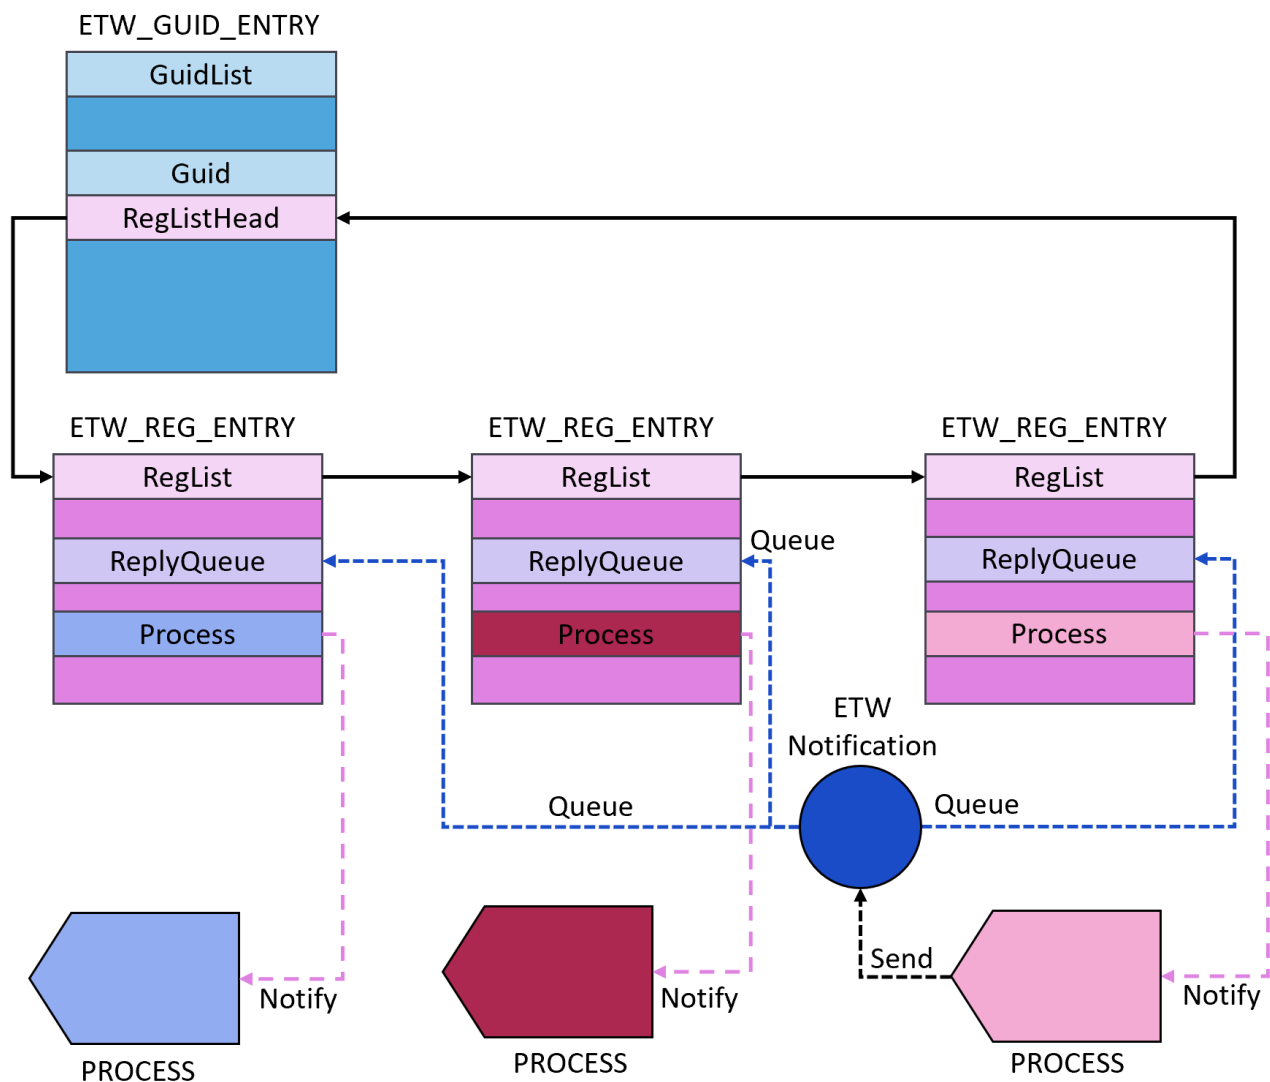 ETW_GUID_ENTRY
GuidList
Guid
RegListHead
ETW_REG_ENTRY
ETW_REG_ENTRY
ETW_REG_ENTRY
RegList
RegList
RegList
Queue
ReplyQueue
ReplyQueue
ReplyQueue
Process
Process
Process
ETW
Notification
Queue
Queue
Send
Notify
Notify
Notify
PROCESS
PROCESS
PROCESS